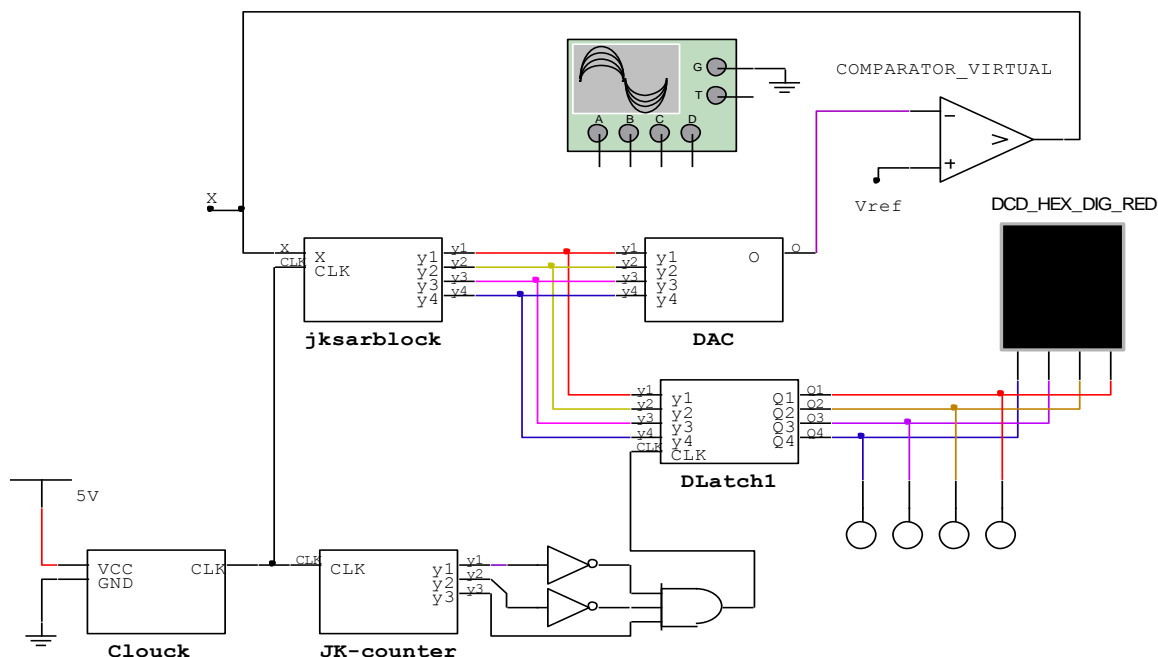 COMPARATOR_VIRTUAL
G
T
A B C D
−
+
>
X
Vref
DCD_HEX_DIG_RED
X
CLK
X
CLK
y1
y2
y3
y4
y1
y2
y3
y4
jksarblock
y1
y2
y3
y4
y1
y2
y3
y4
O
O
DAC
y1
y2
y3
y4
CLK
y1
y2
y3
y4
CLK
Q1
Q2
Q3
Q4
Q1
Q2
Q3
Q4
DLatch1
5V
VCC
GND
CLK
Clouck
CLK
CLK
y1
y2
y3
y1
y2
y3
JK-counter